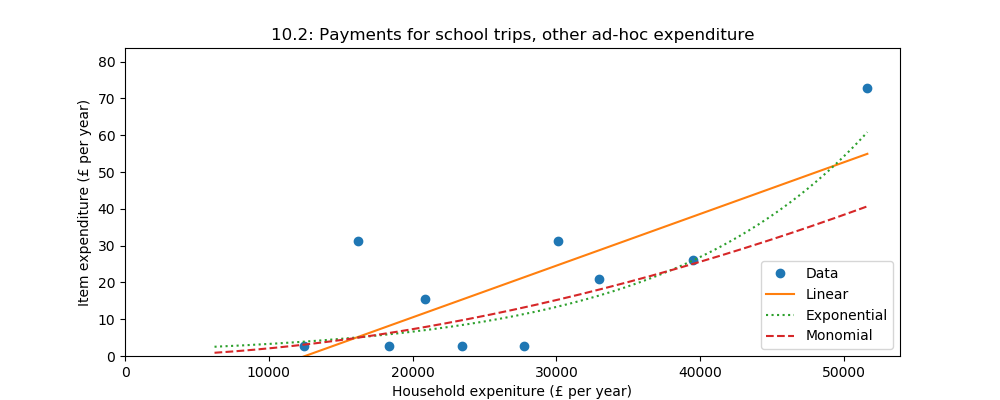 10.2: Payments for school trips, other ad-hoc expenditure
Item expenditure (£ per year)
80
70
60
50
40
30
20
10
0
0 10000 20000 30000 40000 50000
Household expeniture (£ per year)
Data
Linear
Exponential
Monomial